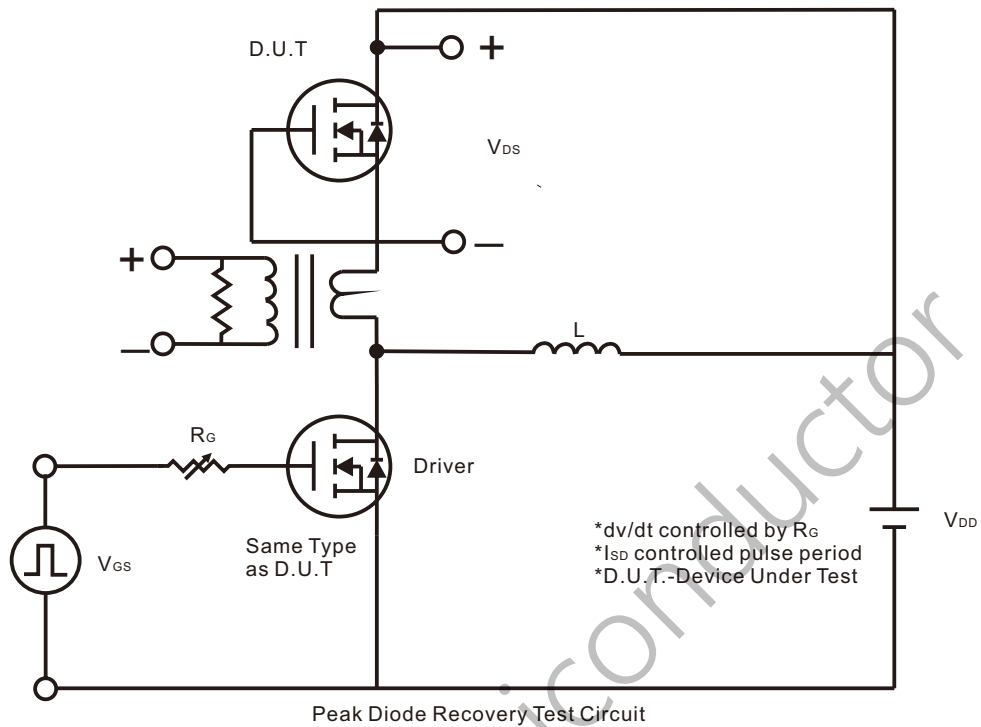 D.U.T
+
VDS
—
+
—
L
RG
Driver
VGS
Same Type
as D.U.T
VDD
*dv/dt controlled by RG
*ISD controlled pulse period
*D.U.T.-Device Under Test
Peak Diode Recovery Test Circuit
iconductor